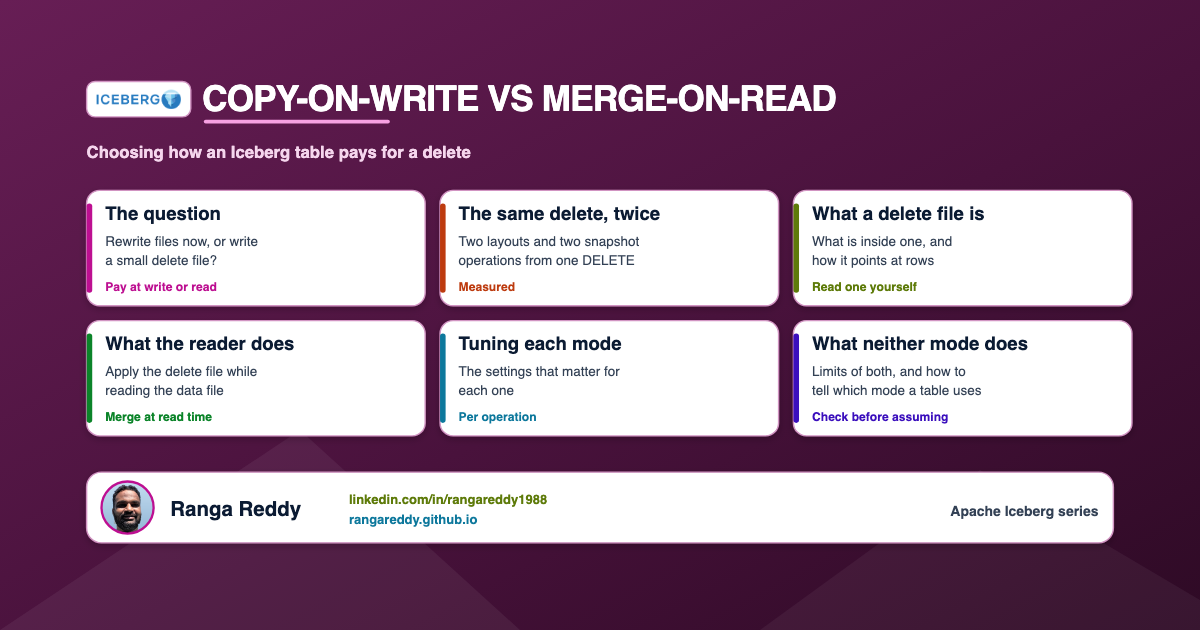 ICEBERG
COPY-ON-WRITE VS MERGE-ON-READ
Choosing how an Iceberg table pays for a delete
The question
Rewrite files now, or write
a small delete file?
Pay at write or read
The same delete, twice
Two layouts and two snapshot
operations from one DELETE
Measured
What a delete file is
What is inside one, and
how it points at rows
Read one yourself
What the reader does
Apply the delete file while
reading the data file
Merge at read time
Tuning each mode
The settings that matter for
each one
Per operation
What neither mode does
Limits of both, and how to
tell which mode a table uses
Check before assuming
Ranga Reddy
linkedin.com/in/rangareddy1988
rangareddy.github.io
Apache Iceberg series